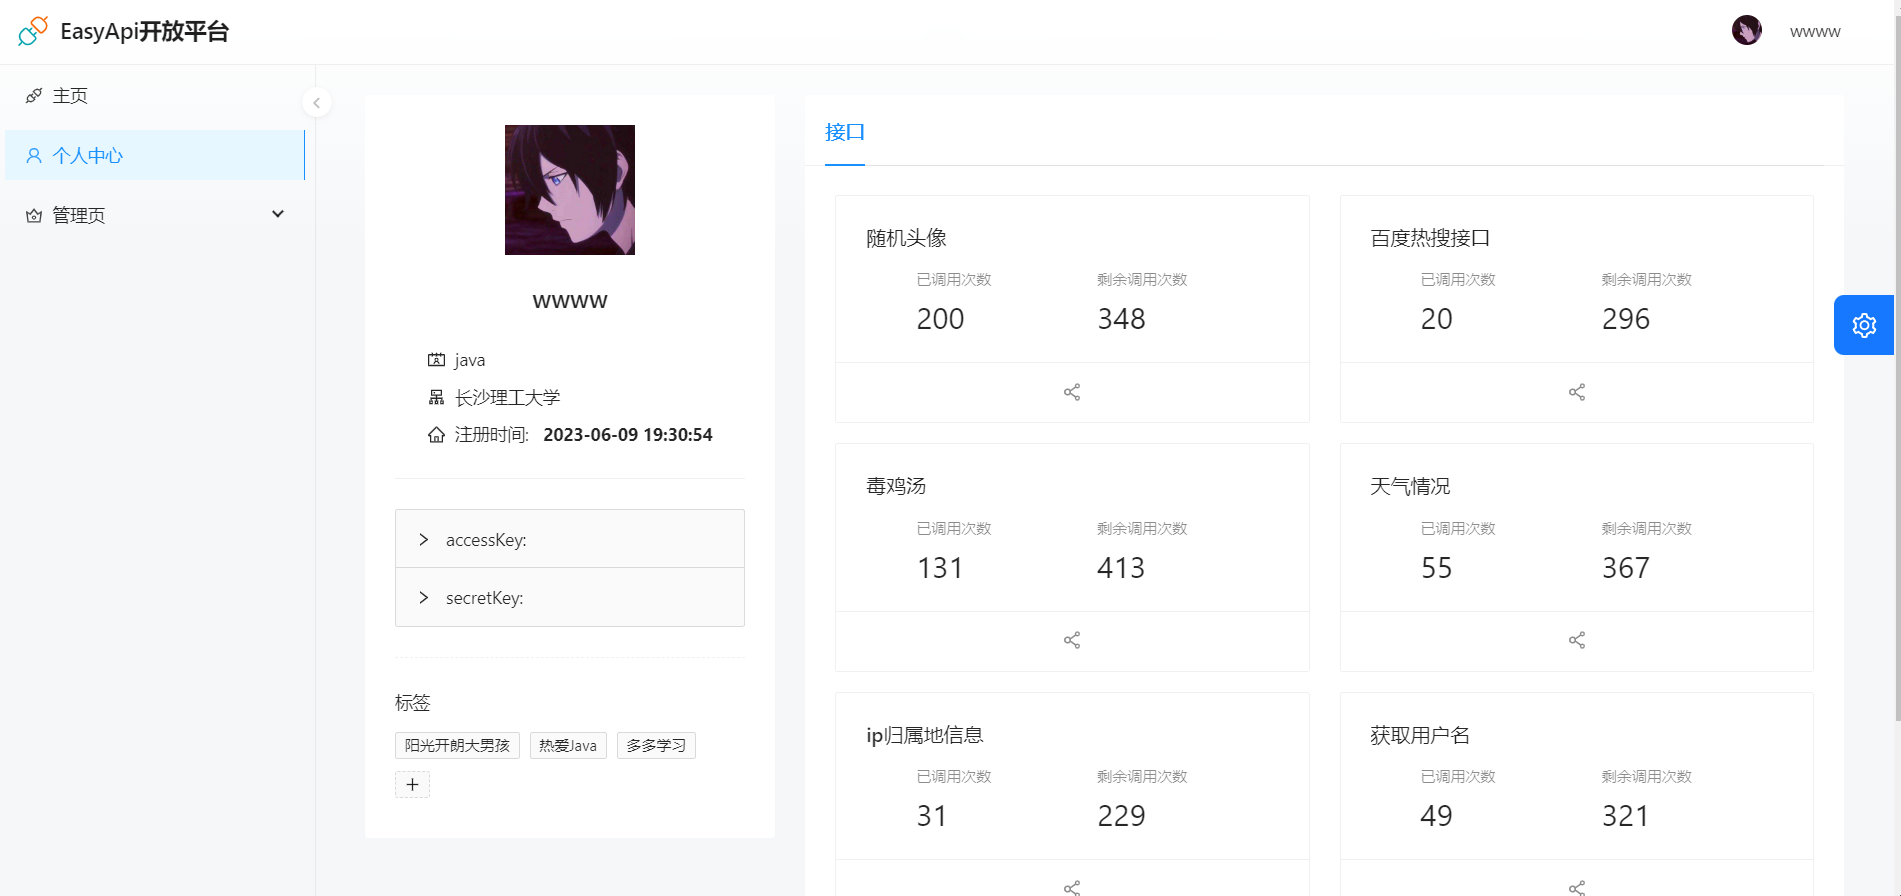 EasyApi开放平台
wwww
主页
个人中心
管理页
wwww
java
长沙理工大学
注册时间: 2023-06-09 19:30:54
accessKey:
secretKey:
标签
阳光开朗大男孩 热爱Java 多多学习
接口
随机头像
已调用次数 剩余调用次数
200 348
百度热搜接口
已调用次数 剩余调用次数
20 296
毒鸡汤
已调用次数 剩余调用次数
131 413
天气情况
已调用次数 剩余调用次数
55 367
ip归属地信息
已调用次数 剩余调用次数
31 229
获取用户名
已调用次数 剩余调用次数
49 321